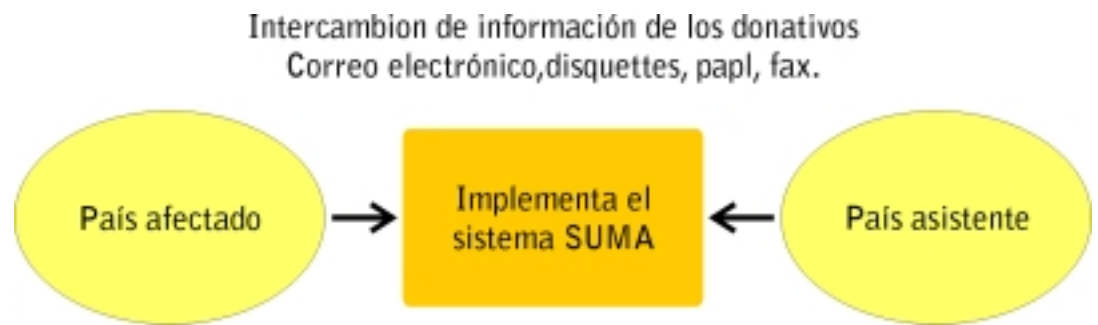 Intercambion de información de los donativos
Correo electrónico,disquettes, papl, fax.
País afectado
Implementa el
sistema SUMA
País asistente